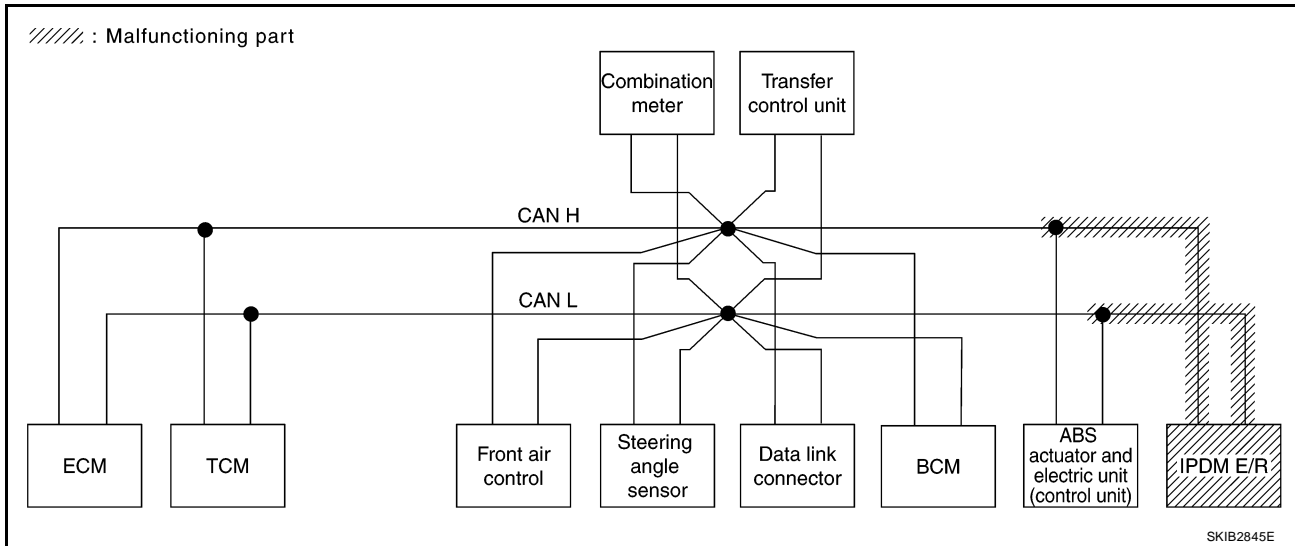 : Malfunctioning part
Combination
meter
Transfer
control unit
CAN H
CAN L
ECM
TCM
Front air
control
Steering
angle
sensor
Data link
connector
BCM
ABS
actuator and
electric unit
(control unit)
IPDM E/R
SKIB2845E